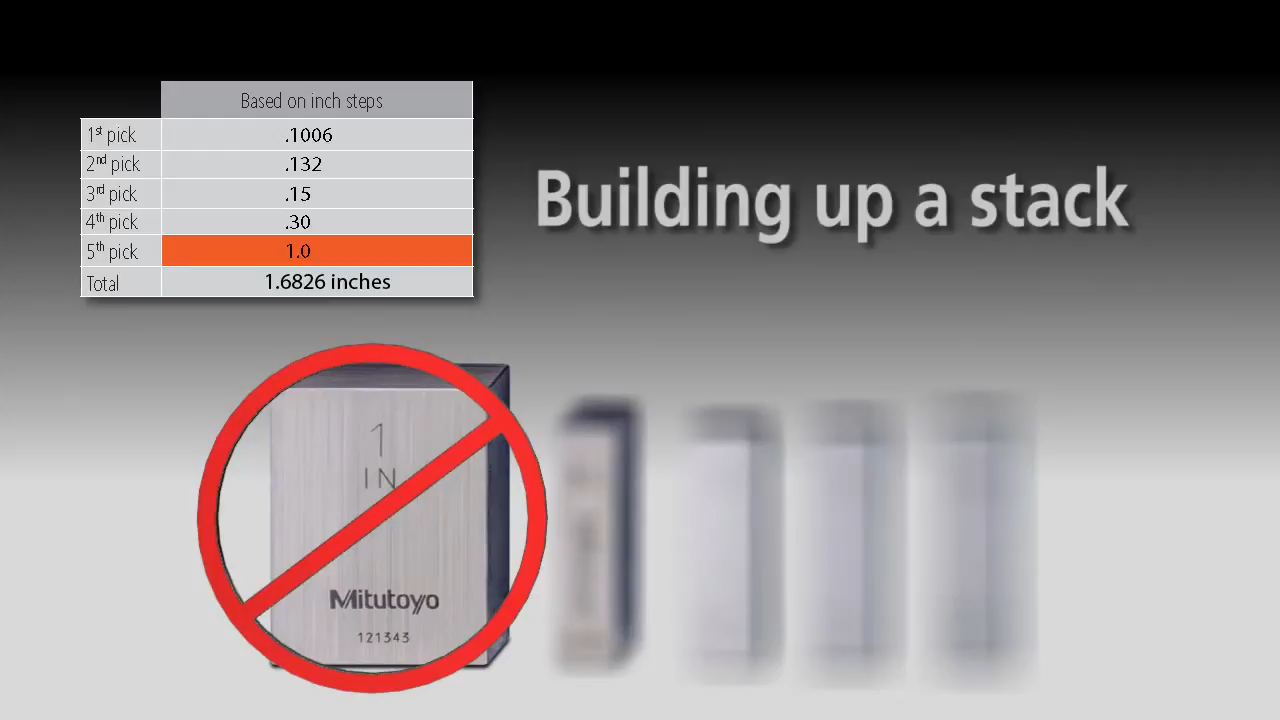 Based on inch steps
1st pick .1006
2nd pick .132
3rd pick .15
4th pick .30
5th pick 1.0
Total 1.6826 inches
Building up a stack
1
IN
Mitutoyo
121343